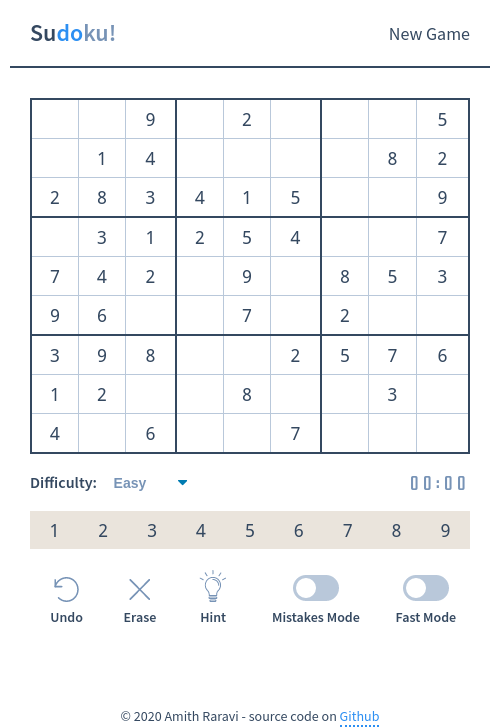 Sudoku! New Game
9 2 5
1 4 8 2
2 8 3 4 1 5 9
3 1 2 5 4 7
7 4 2 9 8 5 3
9 6 7 2
3 9 8 2 5 7 6
1 2 8 3
4 6 7
Difficulty: Easy 00:00
1 2 3 4 5 6 7 8 9
Undo Erase Hint Mistakes Mode Fast Mode
© 2020 Amith Raravi - source code on Github